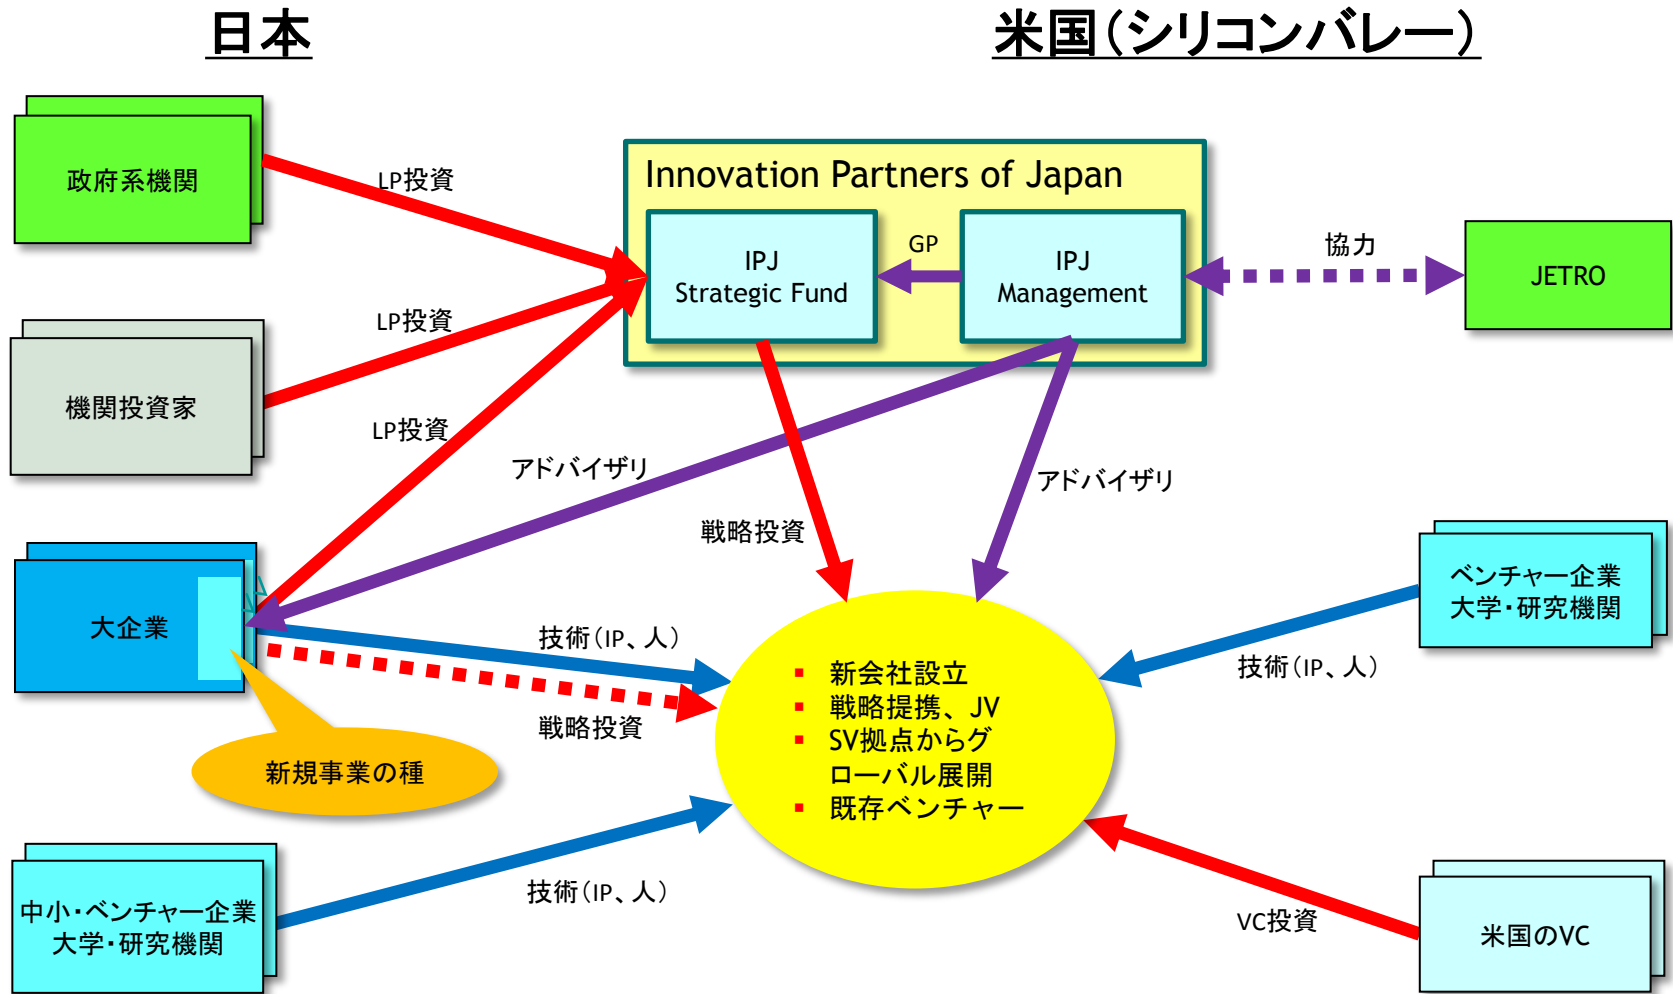 日本
米国（シリコンバレー）
政府系機関
LP投資
Innovation Partners of Japan
IPJ
Strategic Fund
GP
IPJ
Management
協力
JETRO
機関投資家
LP投資
LP投資
アドバイザリ
アドバイザリ
戦略投資
大企業
技術（IP、人）
戦略投資
新規事業の種
▪ 新会社設立
▪ 戦略提携、JV
▪ SV拠点からグ
ローバル展開
▪ 既存ベンチャー
ベンチャー企業
大学・研究機関
技術（IP、人）
中小・ベンチャー企業
大学・研究機関
技術（IP、人）
VC投資
米国のVC